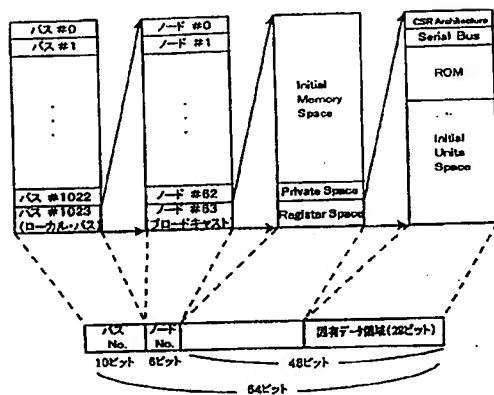 バス #0
バス #1
バス #1022
バス #1023
(ローカル・バス)
ノード #0
ノード #1
ノード #62
ノード #63
ブロードキャスト
Initial
Memory
Space
Private Space
Register Space
CSR Architecture
Serial Bus
ROM
Initial
Units
Space
バス
No.
ノード
No.
固有データ領域(28ビット)
10ビット
6ビット
48ビット
64ビット